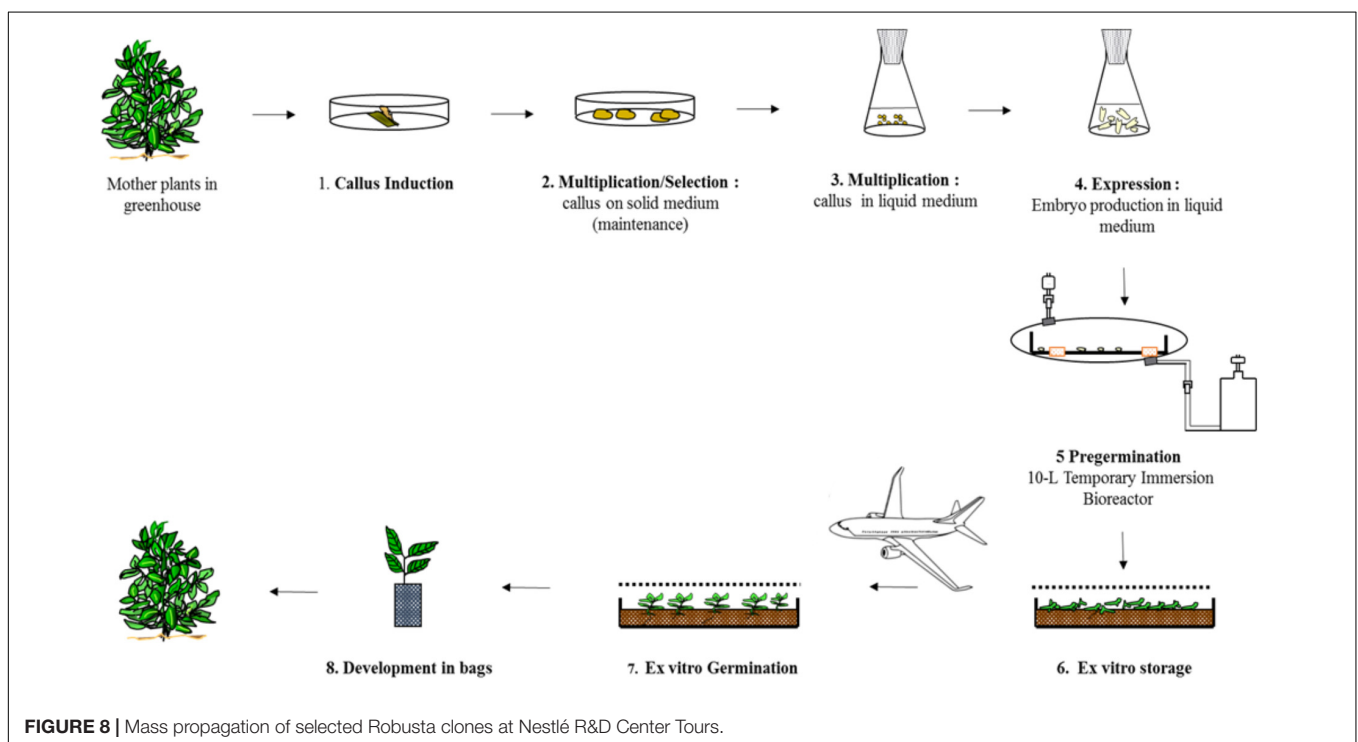 Mother plants in
greenhouse
1. Callus Induction
2. Multiplication/Selection :
callus on solid medium
(maintenance)
3. Multiplication :
callus in liquid medium
4. Expression :
Embryo production in liquid
medium
5 Pregermination
10-L Temporary Immersion
Bioreactor
6. Ex vitro storage
7. Ex vitro Germination
8. Development in bags
FIGURE 8 | Mass propagation of selected Robusta clones at Nestlé R&D Center Tours.